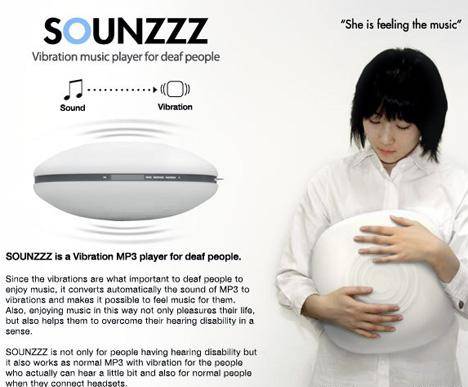 SOUNZZZ
Vibration music player for deaf people
"She is feeling the music"
Sound
Vibration
SOUNZZZ is a Vibration MP3 player for deaf people.
Since the vibrations are what important to deaf people to
enjoy music, it converts automatically the sound of MP3 to
vibrations and makes it possible to feel music for them.
Also, enjoying music in this way not only pleasures their life,
but also helps them to overcome their hearing disability in a
sense.
SOUNZZZ is not only for people having hearing disability but
it also works as normal MP3 with vibration for the people
who actually can hear a little bit and also for normal people
when they connect headsets.